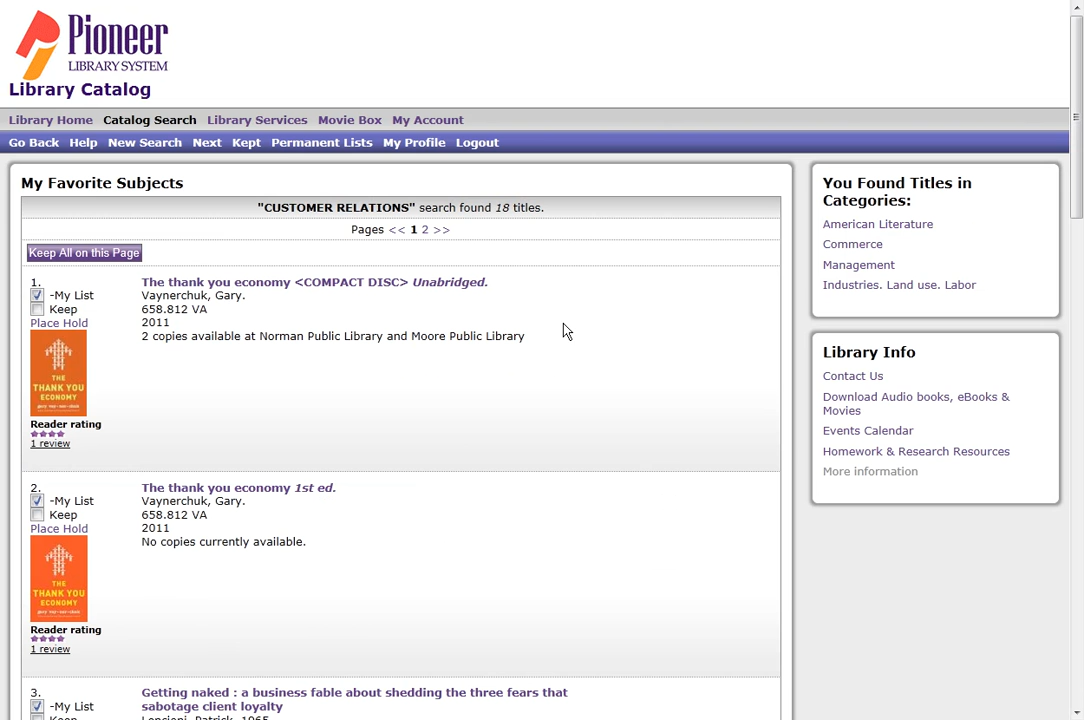 Pioneer
LIBRARY SYSTEM
Library Catalog
Library Home Catalog Search Library Services Movie Box My Account
Go Back Help New Search Next Kept Permanent Lists My Profile Logout
My Favorite Subjects
"CUSTOMER RELATIONS" search found 18 titles.
Pages << 1 2 >>
Keep All on this Page
1.
The thank you economy <COMPACT DISC> Unabridged.
-My List
Vaynerchuk, Gary.
Keep
658.812 VA
Place Hold
2011
2 copies available at Norman Public Library and Moore Public Library
THE
THANK YOU
ECONOMY
Reader rating
1 review
2.
The thank you economy 1st ed.
-My List
Vaynerchuk, Gary.
Keep
658.812 VA
Place Hold
2011
No copies currently available.
THE
THANK YOU
ECONOMY
Reader rating
1 review
3.
Getting naked : a business fable about shedding the three fears that
sabotage client loyalty
-My List
Keep
Lencioni, Patrick, 1965-
You Found Titles in
Categories:
American Literature
Commerce
Management
Industries. Land use. Labor
Library Info
Contact Us
Download Audio books, eBooks &
Movies
Events Calendar
Homework & Research Resources
More information